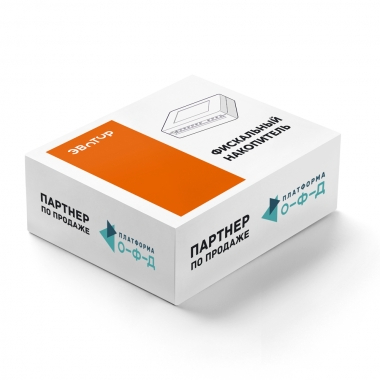 ЭВОТОР
ФИСКАЛЬНЫЙ
НАКОПИТЕЛЬ
ПАРТНЕР
ПО ПРОДАЖЕ
ПЛАТФОРМА
О-Ф-Д
ПАРТНЕР
ПО ПРОДАЖЕ
ПЛАТФОРМА
О-Ф-Д